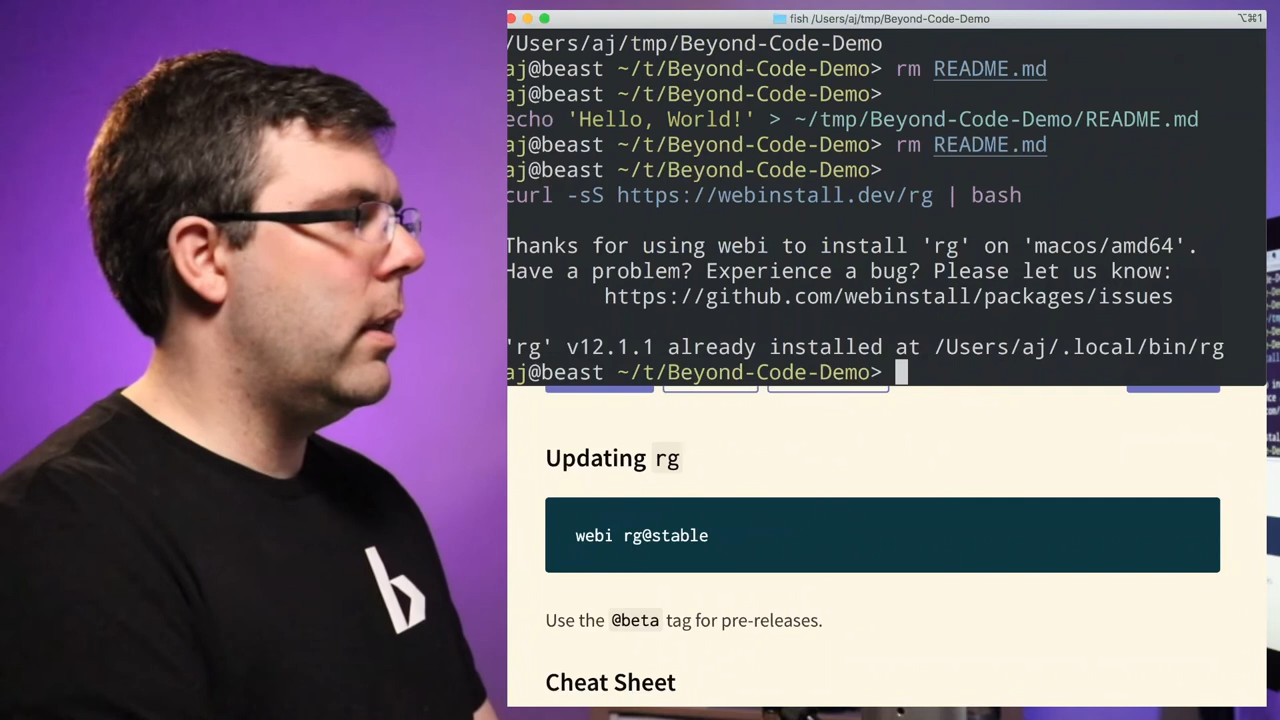 fish /Users/aj/tmp/Beyond-Code-Demo
⌥⌘1
/Users/aj/tmp/Beyond-Code-Demo
aj@beast ~/t/Beyond-Code-Demo> rm README.md
aj@beast ~/t/Beyond-Code-Demo>
echo 'Hello, World!' > ~/tmp/Beyond-Code-Demo/README.md
aj@beast ~/t/Beyond-Code-Demo> rm README.md
aj@beast ~/t/Beyond-Code-Demo>
curl -sS https://webinstall.dev/rg | bash
Thanks for using webi to install 'rg' on 'macos/amd64'.
Have a problem? Experience a bug? Please let us know:
https://github.com/webinstall/packages/issues
'rg' v12.1.1 already installed at /Users/aj/.local/bin/rg
aj@beast ~/t/Beyond-Code-Demo>
Updating rg
webi rg@stable
Use the @beta tag for pre-releases.
Cheat Sheet
b